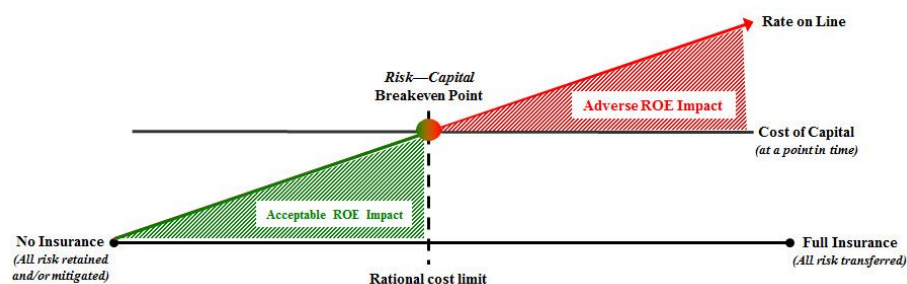 Rate on Line
Risk—Capital
Breakeven Point
Adverse ROE Impact
Cost of Capital
(at a point in time)
Acceptable ROE Impact
No Insurance
(All risk retained
and/or mitigated)
Full Insurance
(All risk transferred)
Rational cost limit